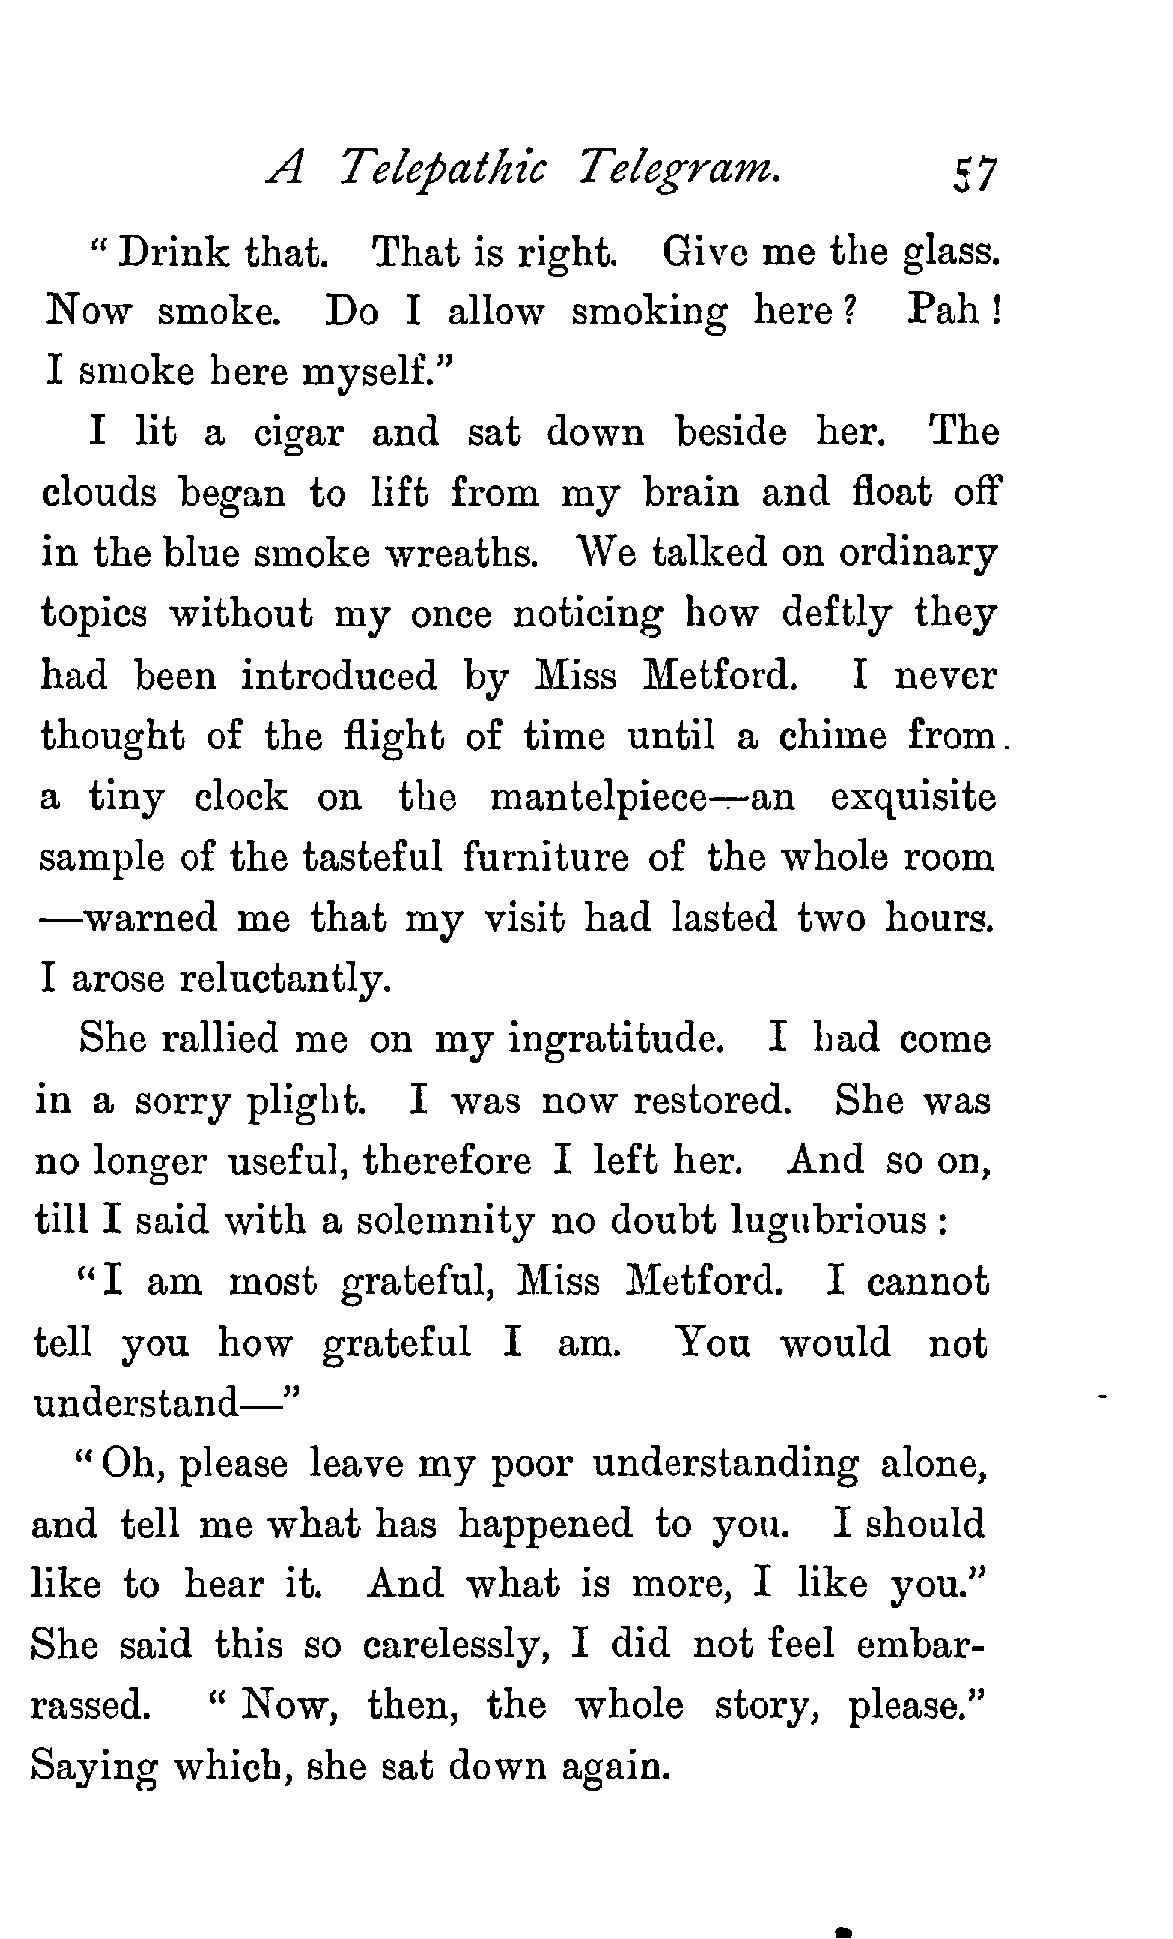 A Telepathic Telegram. 57
“ Drink that. That is right. Give me the glass.
Now smoke. Do I allow smoking here ? Pah !
I smoke here myself.”
I lit a cigar and sat down beside her. The
clouds began to lift from my brain and float off
in the blue smoke wreaths. We talked on ordinary
topics without my once noticing how deftly they
had been introduced by Miss Metford. I never
thought of the flight of time until a chime from
a tiny clock on the mantelpiece—an exquisite
sample of the tasteful furniture of the whole room
—warned me that my visit had lasted two hours.
I arose reluctantly.
She rallied me on my ingratitude. I had come
in a sorry plight. I was now restored. She was
no longer useful, therefore I left her. And so on,
till I said with a solemnity no doubt lugubrious :
“I am most grateful, Miss Metford. I cannot
tell you how grateful I am. You would not
understand—”
“ Oh, please leave my poor understanding alone,
and tell me what has happened to you. I should
like to hear it. And what is more, I like you.”
She said this so carelessly, I did not feel embar-
rassed. “ Now, then, the whole story, please.”
Saying which, she sat down again.